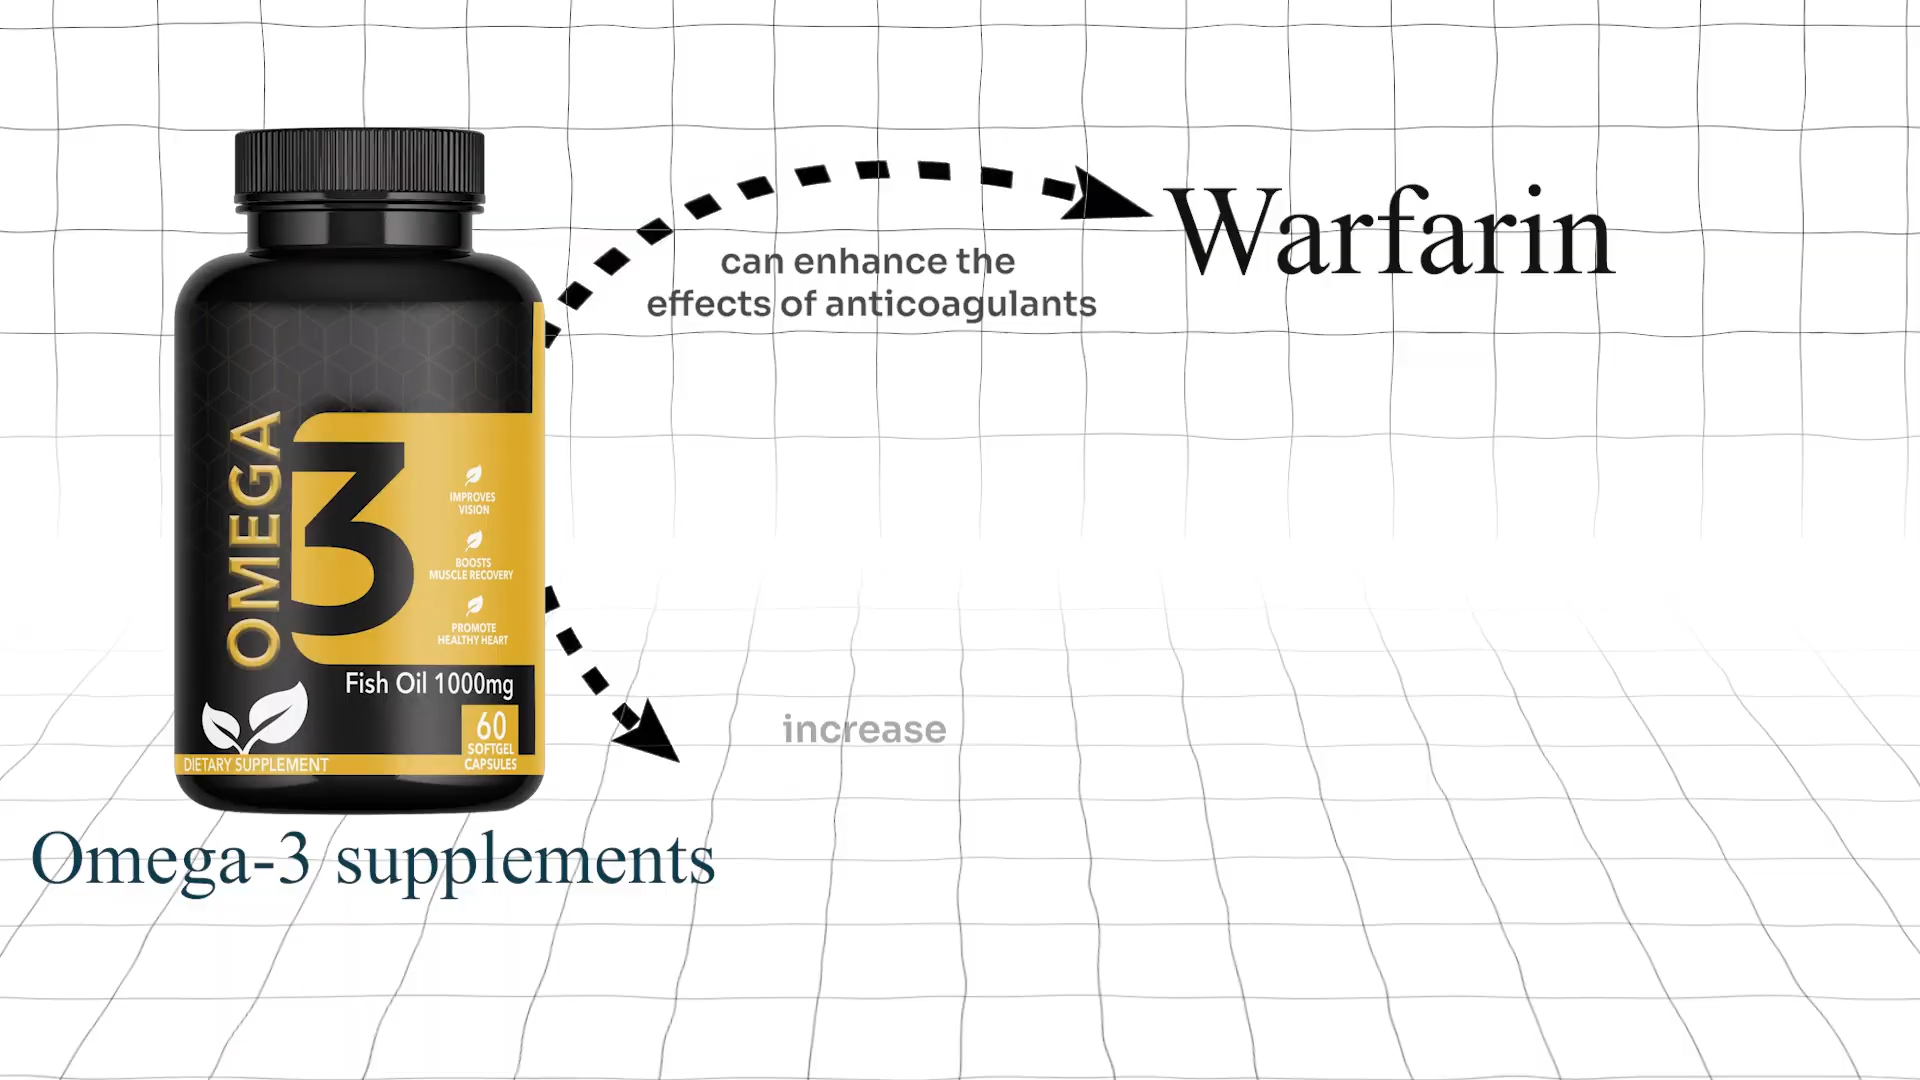 Warfarin
can enhance the
effects of anticoagulants
OMEGA
3
IMPROVES
VISION
BOOSTS
MUSCLE RECOVERY
PROMOTE
HEALTHY HEART
Fish Oil 1000mg
60
SOFTGEL
CAPSULES
DIETARY SUPPLEMENT
increase
Omega-3 supplements